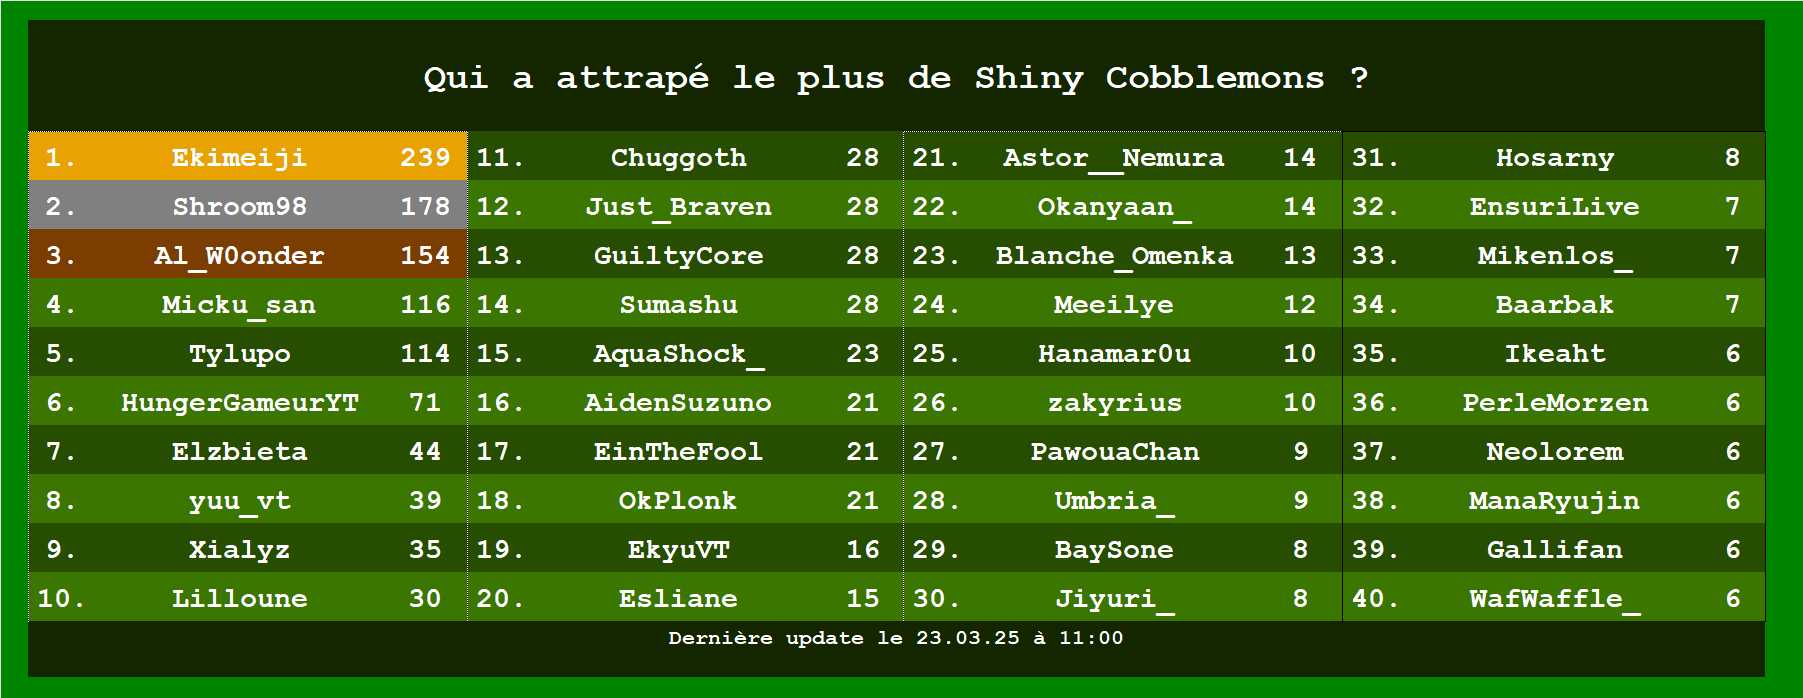 Qui a attrapé le plus de Shiny Cobblemons ?
1. Ekimeiji 239 11. Chuggoth 28 21. Astor__Nemura 14 31. Hosarny 8
2. Shroom98 178 12. Just_Braven 28 22. Okanyaan_ 14 32. EnsuriLive 7
3. Al_W0onder 154 13. GuiltyCore 28 23. Blanche_Omenka 13 33. Mikenlos_ 7
4. Micku_san 116 14. Sumashu 28 24. Meeilye 12 34. Baarbak 7
5. Tylupo 114 15. AquaShock_ 23 25. Hanamar0u 10 35. Ikeaht 6
6. HungerGameurYT 71 16. AidenSuzuno 21 26. zakyrius 10 36. PerleMorzen 6
7. Elzbieta 44 17. EinTheFool 21 27. PawouaChan 9 37. Neolorem 6
8. yuu_vt 39 18. OkPlonk 21 28. Umbria_ 9 38. ManaRyujin 6
9. Xialyz 35 19. EkyuVT 16 29. BaySone 8 39. Gallifan 6
10. Lilloune 30 20. Esliane 15 30. Jiyuri_ 8 40. WafWaffle_ 6
Dernière update le 23.03.25 à 11:00